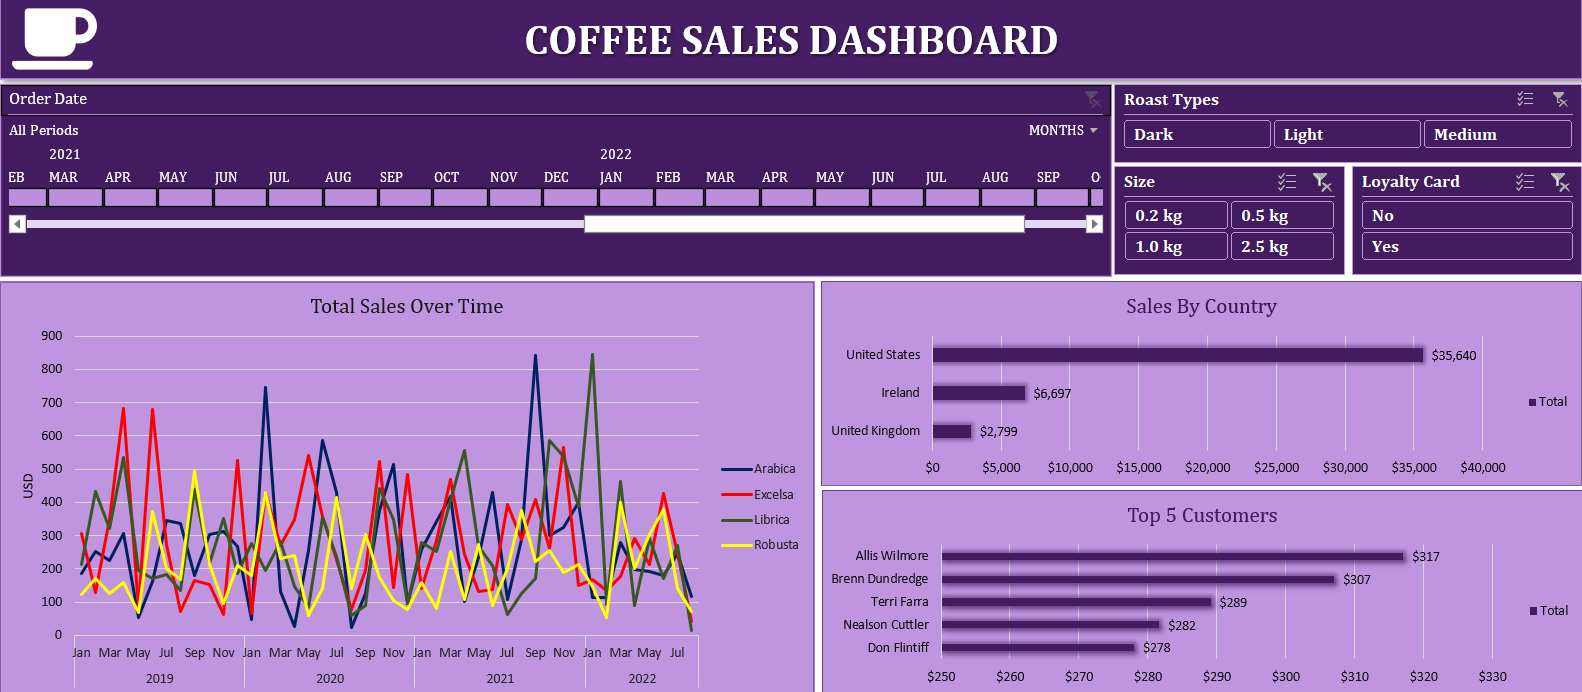 COFFEE SALES DASHBOARD
Order Date
All Periods
MONTHS
2021 2022
EB MAR APR MAY JUN JUL AUG SEP OCT NOV DEC JAN FEB MAR APR MAY JUN JUL AUG SEP O
Roast Types
Dark Light Medium
Size
0.2 kg 0.5 kg
1.0 kg 2.5 kg
Loyalty Card
No
Yes
Total Sales Over Time
900
800
700
600
500
400
300
200
100
0
USD
Jan Mar May Jul Sep Nov Jan Mar May Jul Sep Nov Jan Mar May Jul Sep Nov Jan Mar May Jul
2019 2020 2021 2022
Arabica
Excelsa
Librica
Robusta
Sales By Country
United States $35,640
Ireland $6,697
United Kingdom $2,799
$0 $5,000 $10,000 $15,000 $20,000 $25,000 $30,000 $35,000 $40,000
Total
Top 5 Customers
Allis Wilmore $317
Brenn Dundredge $307
Terri Farra $289
Nealson Cuttler $282
Don Flintiff $278
$250 $260 $270 $280 $290 $300 $310 $320 $330
Total